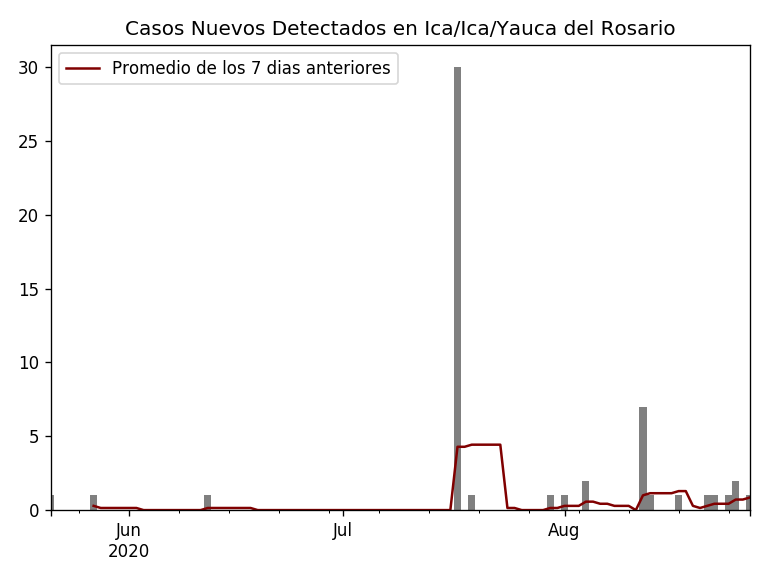 Casos Nuevos Detectados en Ica/Ica/Yauca del Rosario
Promedio de los 7 dias anteriores
30
25
20
15
10
5
0
Jun
2020
Jul
Aug